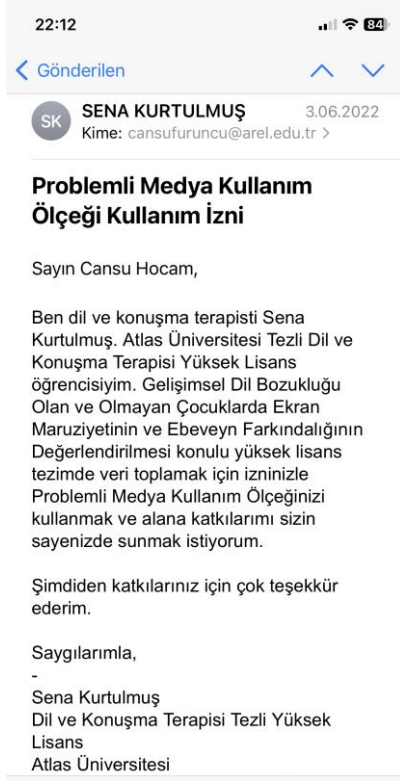 22:12
84
Gönderilen
SK
SENA KURTULMUŞ
3.06.2022
Kime: cansufuruncu@arel.edu.tr >
Problemli Medya Kullanım
Ölçeği Kullanım İzni
Sayın Cansu Hocam,
Ben dil ve konuşma terapisti Sena
Kurtulmuş. Atlas Üniversitesi Tezli Dil ve
Konuşma Terapisi Yüksek Lisans
öğrencisiyim. Gelişimsel Dil Bozukluğu
Olan ve Olmayan Çocuklarda Ekran
Maruziyetinin ve Ebeveyn Farkındalığının
Değerlendirilmesi konulu yüksek lisans
tezimde veri toplamak için izninizle
Problemli Medya Kullanım Ölçeğinizi
kullanmak ve alana katkılarımı sizin
sayenizde sunmak istiyorum.
Şimdiden katkılarınız için çok teşekkür
ederim.
Saygılarımla,
-
Sena Kurtulmuş
Dil ve Konuşma Terapisi Tezli Yüksek
Lisans
Atlas Üniversitesi